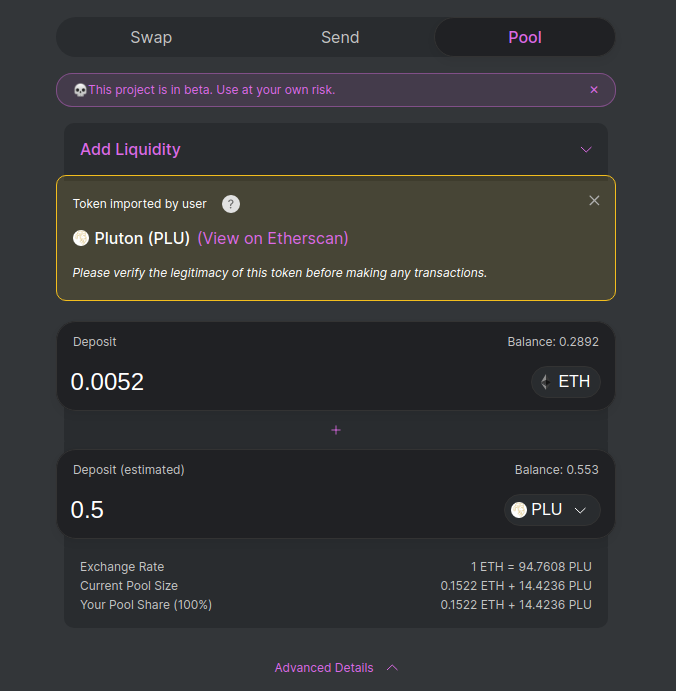 Swap Send Pool
💀This project is in beta. Use at your own risk. ×
Add Liquidity
Token imported by user ?
Pluton (PLU) (View on Etherscan)
Please verify the legitimacy of this token before making any transactions.
Deposit Balance: 0.2892
0.0052 ETH
+
Deposit (estimated) Balance: 0.553
0.5 PLU
Exchange Rate 1 ETH = 94.7608 PLU
Current Pool Size 0.1522 ETH + 14.4236 PLU
Your Pool Share (100%) 0.1522 ETH + 14.4236 PLU
Advanced Details